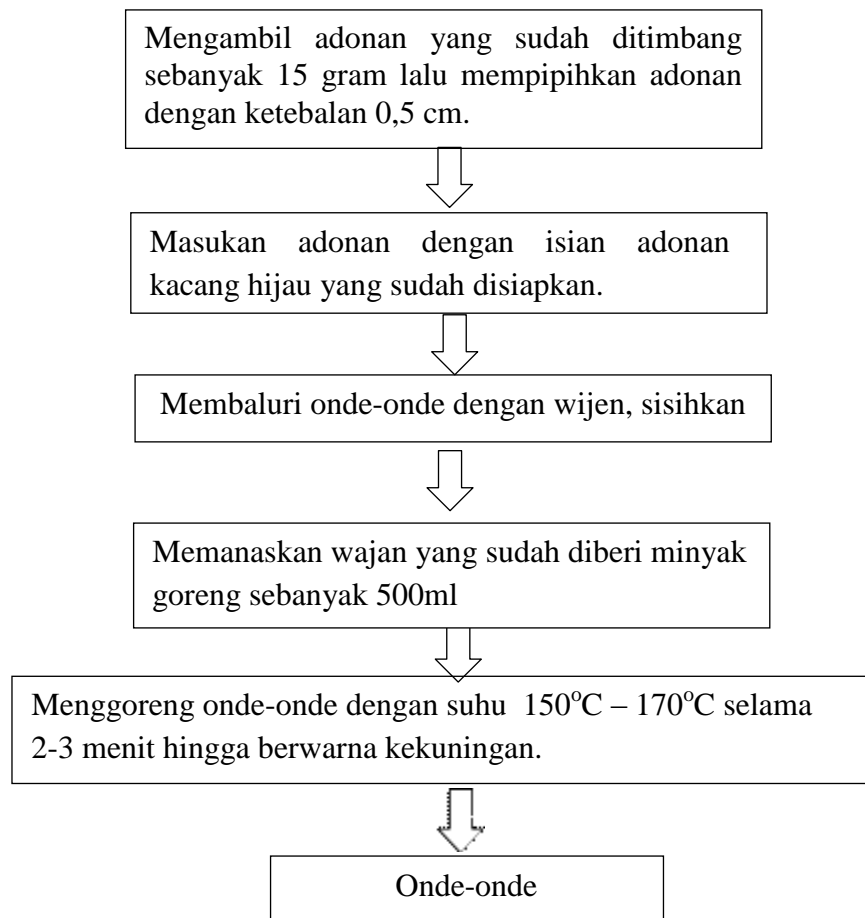 Mengambil adonan yang sudah ditimbang
sebanyak 15 gram lalu mempipihkan adonan
dengan ketebalan 0,5 cm.
Masukan adonan dengan isian adonan
kacang hijau yang sudah disiapkan.
Membaluri onde-onde dengan wijen, sisihkan
Memanaskan wajan yang sudah diberi minyak
goreng sebanyak 500ml
Menggoreng onde-onde dengan suhu 150°C – 170°C selama
2-3 menit hingga berwarna kekuningan.
Onde-onde